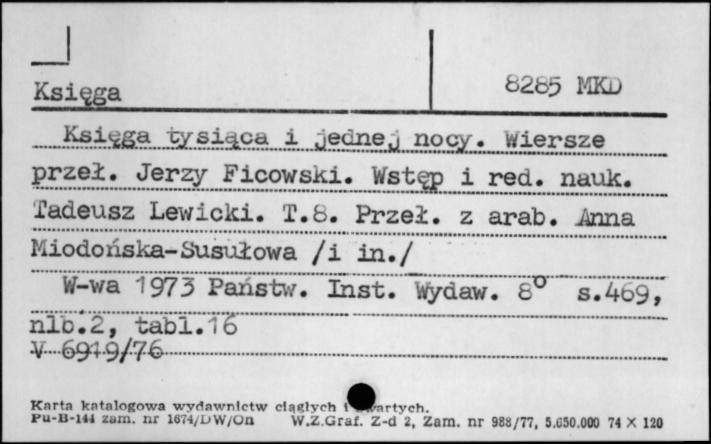 8285 MKD
Księga
Księga tysiąca i jednej nocy. Wiersze
przeł. Jerzy Ficowski. Wstęp i red. nauk.
Tadeusz Lewicki. T.8. Przeł. z arab. Anna
Miodońska-Susułowa /i in./
W-wa 1973 Państw. Inst. Wydaw. 8° s.469,
nlb.2, tabl.16
V 6919/76
Karta katalogowa wydawnictw ciągłych i wartych.
Pu-B-144 zam. nr 1674/DW/On W.Z.Graf. Z-d 2, Zam. nr 988/77, 5.650.000 74 X 120